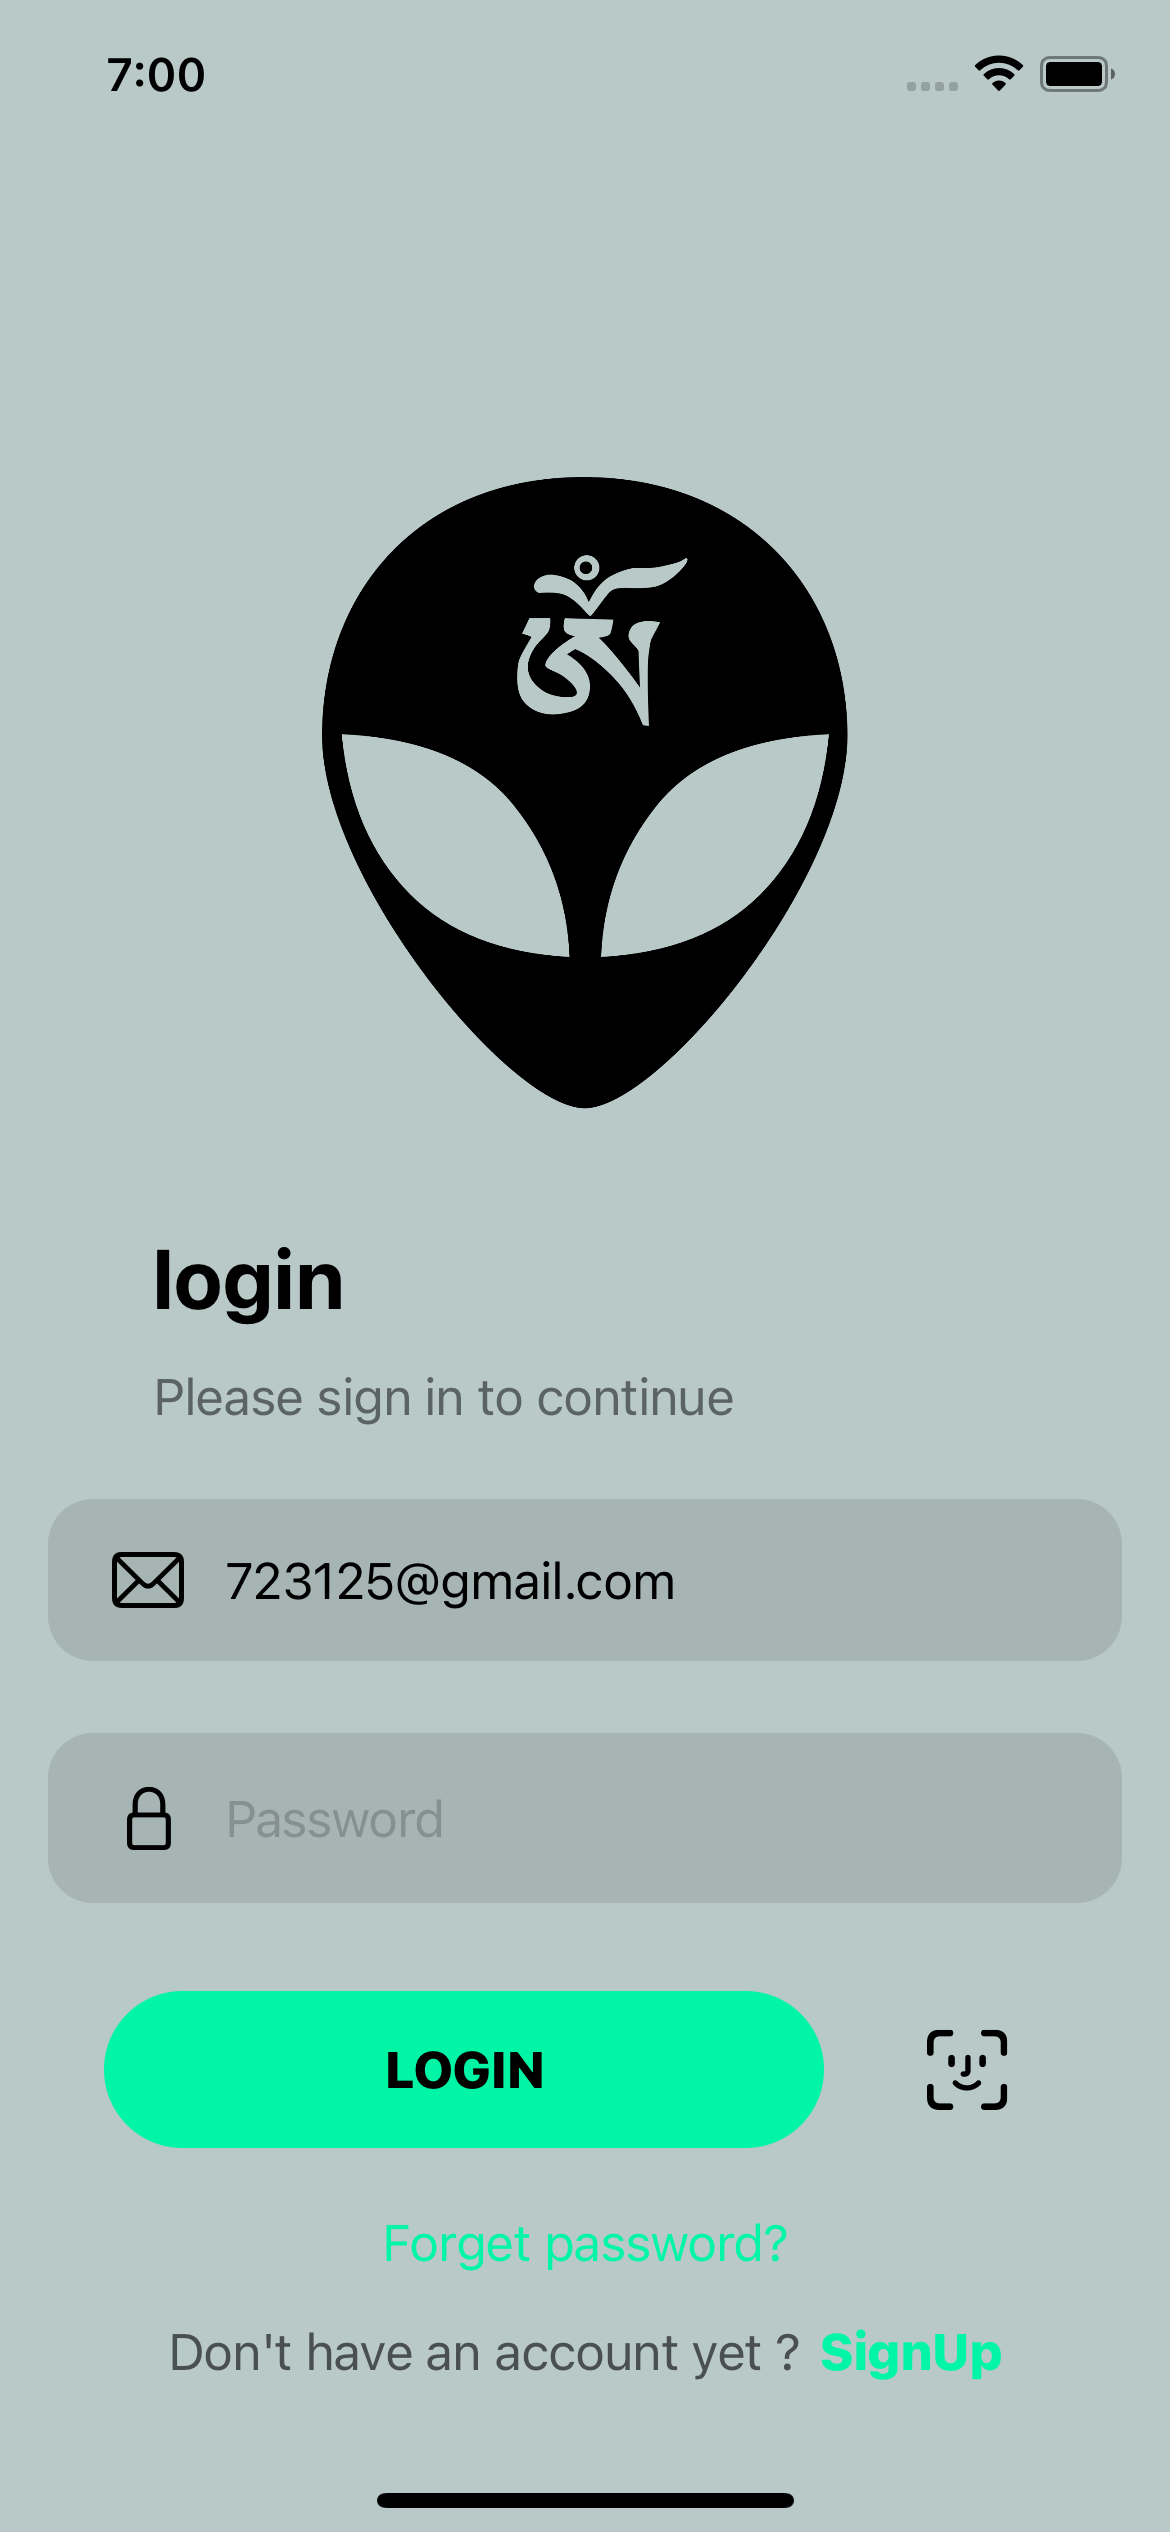 7:00
ༀ
login
Please sign in to continue
723125@gmail.com
Password
LOGIN
Forget password?
Don't have an account yet ? SignUp